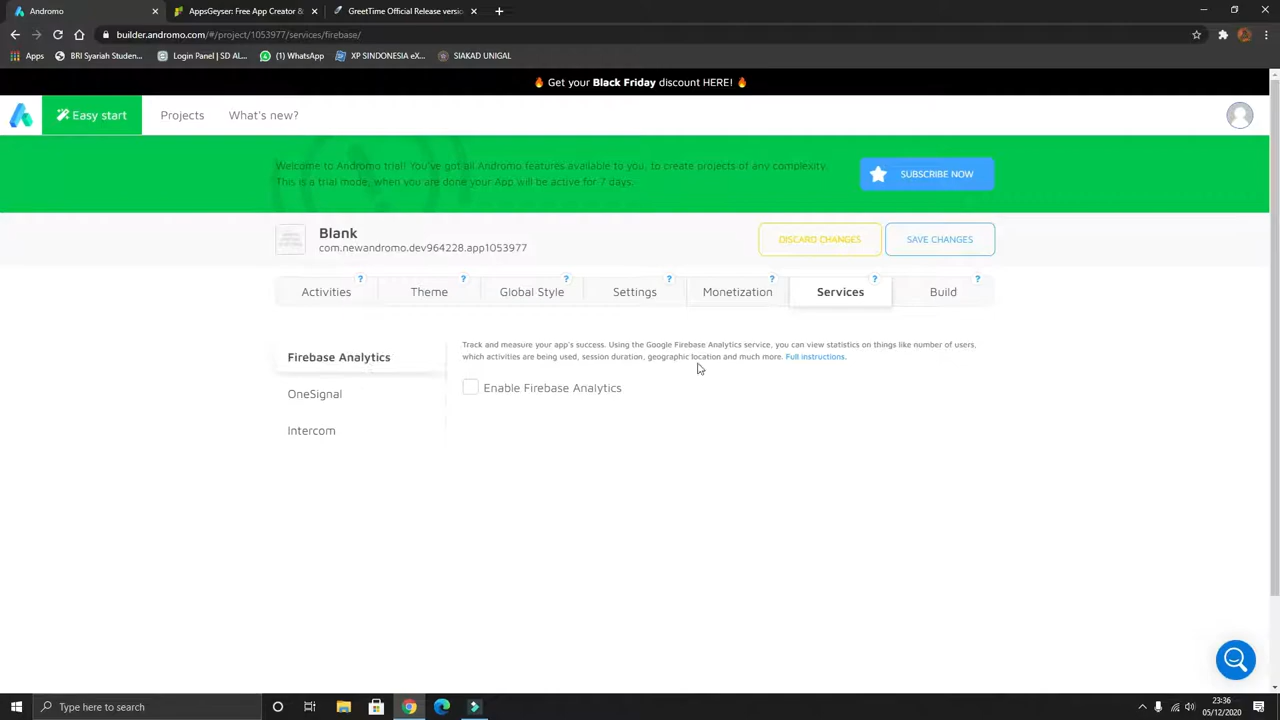 Andromo
AppGeyser: Free App Creator &
GreetTime Official Release Version
builder.andromo.com/#/project/1053977/services/firebase/
Apps
BRI Syariah Studen...
Login Panel | SD AL...
(1) WhatsApp
XP SINDONESIA eX...
SIAKAD UNIGAL
Get your Black Friday discount HERE!
Easy start
Projects
What's new?
Welcome to Andromo trial! You've got all Andromo features available to you, to create projects of any complexity.
This is a trial mode, when you are done your App will be active for 7 days.
SUBSCRIBE NOW
Blank
com.newandromo.dev964228.app1053977
DISCARD CHANGES
SAVE CHANGES
Activities ?
Theme ?
Global Style ?
Settings ?
Monetization ?
Services ?
Build ?
Firebase Analytics
OneSignal
Intercom
Track and measure your app's success. Using the Google Firebase Analytics service, you can view statistics on things like number of users,
which activities are being used, session duration, geographic location and much more. Full instructions.
Enable Firebase Analytics
Type here to search
23:36
05/12/2020